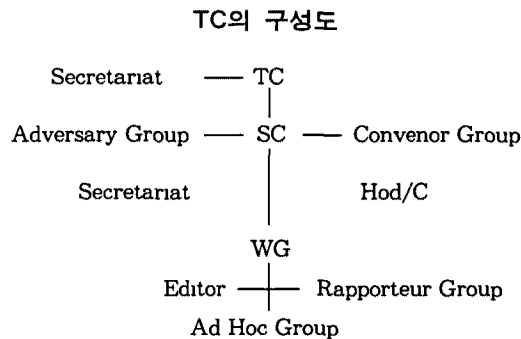 TC의 구성도
Secretariat TC
Adversary Group SC Convenor Group
Secretariat Hod/C
WG
Editor Rapporteur Group
Ad Hoc Group